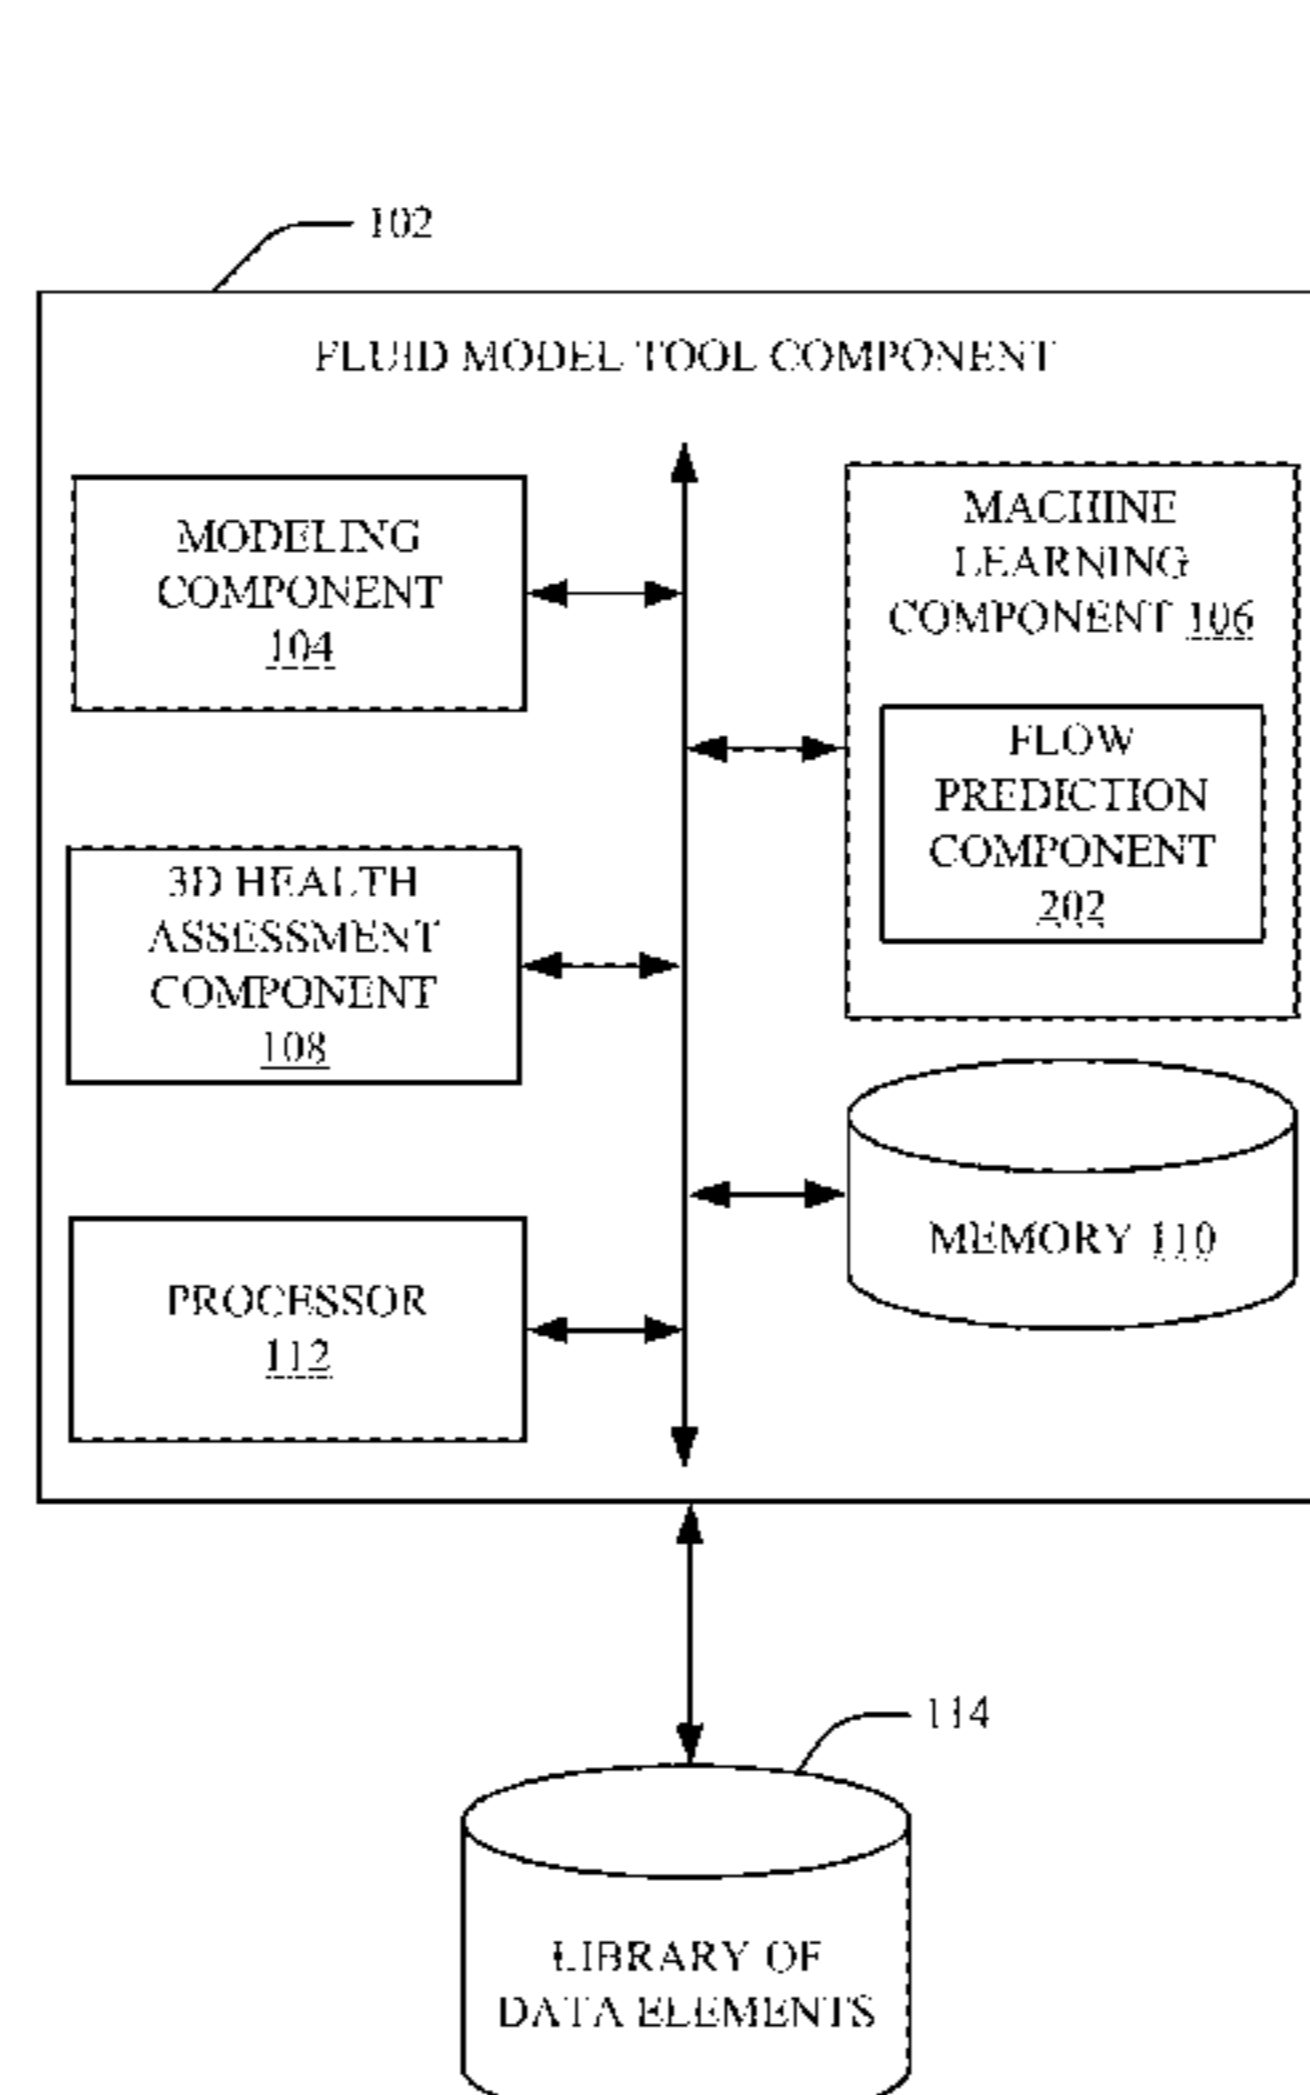 102
FLUID MODEL TOOL COMPONENT
MODELING
COMPONENT
104
MACHINE
LEARNING
COMPONENT 106
FLOW
PREDICTION
COMPONENT
202
3D HEALTH
ASSESSMENT
COMPONENT
108
MEMORY 110
PROCESSOR
112
114
LIBRARY OF
DATA ELEMENTS